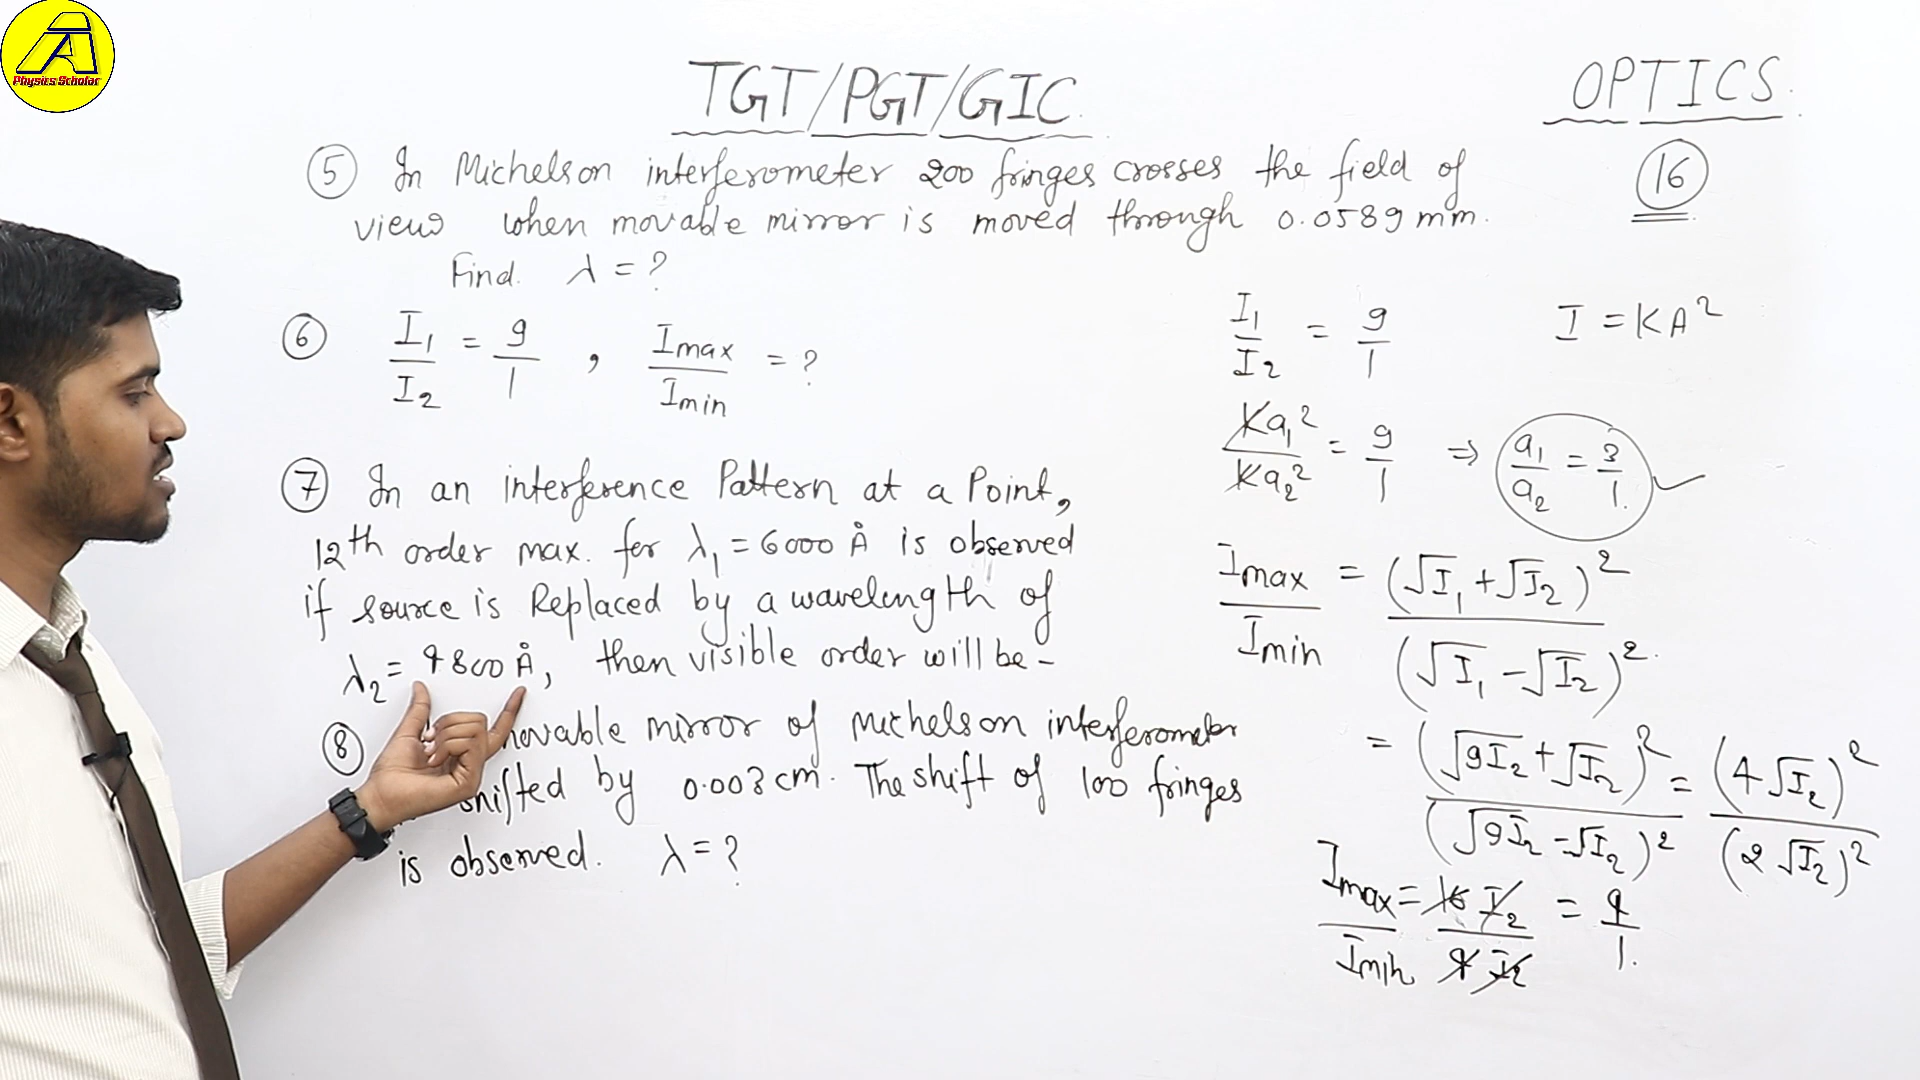 Physics Scholar
TGT/PGT/GIC.
OPTICS.
16
5 In Michelson interferometer 200 fringes crosses the field of
view when movable mirror is moved through 0.0589 mm.
Find. λ = ?
6 I₁/I₂ = 9/1 , Imax/Imin = ?
7 In an interference Pattern at a Point,
12th order max. for λ₁ = 6000 Å is observed
if source is Replaced by a wavelength of
λ₂ = 4800 Å, then visible order will be -
8 movable mirror of Michelson interferometer
shifted by 0.003 cm. The shift of 100 fringes
is observed. λ = ?
I₁/I₂ = 9/1
I = KA²
Ka₁²/Ka₂² = 9/1 ⇒ a₁/a₂ = 3/1.
Imax/Imin = (√I₁ + √I₂)²/(√I₁ - √I₂)².
= (√9I₂ + √I₂)²/(√9I₂ - √I₂)² = (4√I₂)²/(2√I₂)²
Imax/Imin = 16 I₂/4 I₂ = 4/1.